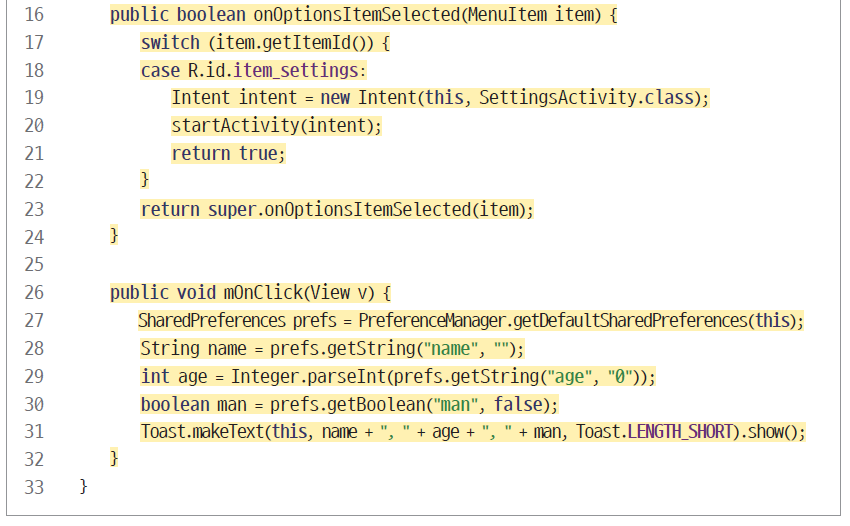 16 public boolean onOptionsItemSelected(MenuItem item) {
17 switch (item.getItemId()) {
18 case R.id.item_settings:
19 Intent intent = new Intent(this, SettingsActivity.class);
20 startActivity(intent);
21 return true;
22 }
23 return super.onOptionsItemSelected(item);
24 }
25
26 public void mOnClick(View v) {
27 SharedPreferences prefs = PreferenceManager.getDefaultSharedPreferences(this);
28 String name = prefs.getString("name", "");
29 int age = Integer.parseInt(prefs.getString("age", "0"));
30 boolean man = prefs.getBoolean("man", false);
31 Toast.makeText(this, name + ", " + age + ", " + man, Toast.LENGTH_SHORT).show();
32 }
33 }